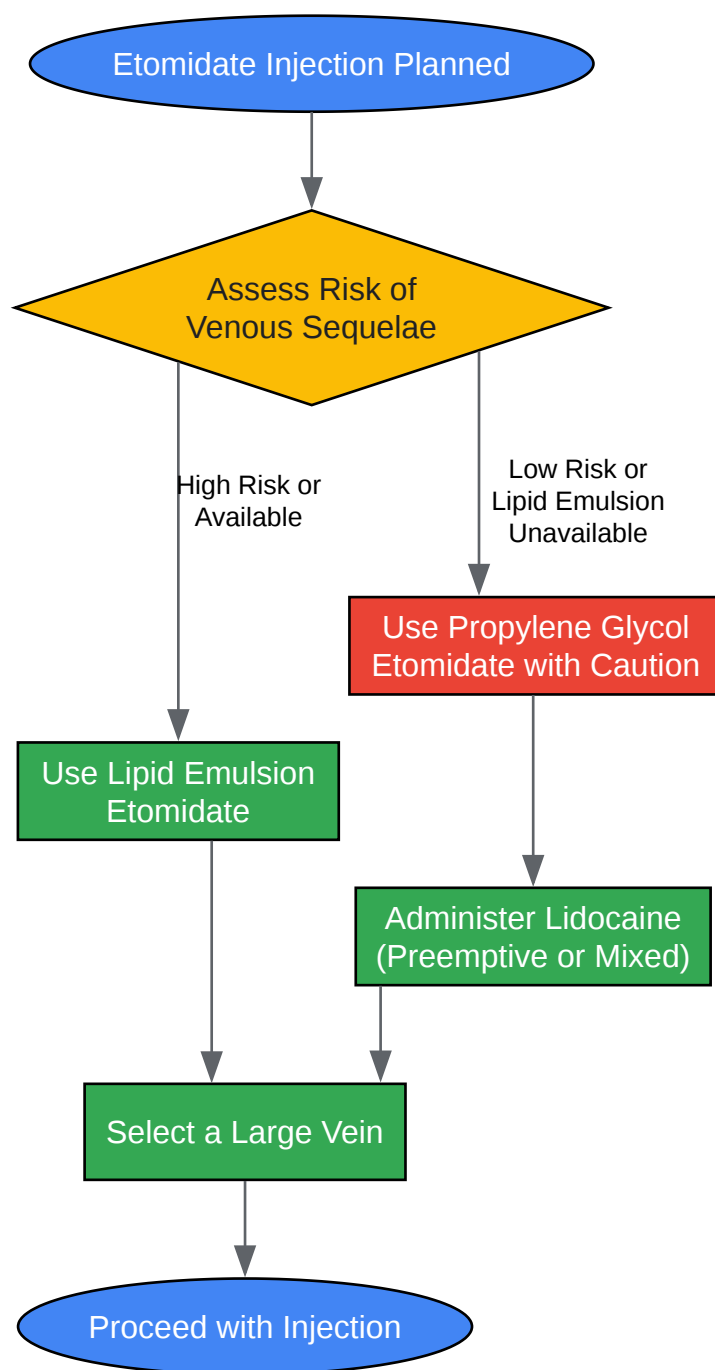 Etomidate Injection Planned
Assess Risk of
Venous Sequelae
High Risk or
Available
Low Risk or
Lipid Emulsion
Unavailable
Use Propylene Glycol
Etomidate with Caution
Use Lipid Emulsion
Etomidate
Administer Lidocaine
(Preemptive or Mixed)
Select a Large Vein
Proceed with Injection